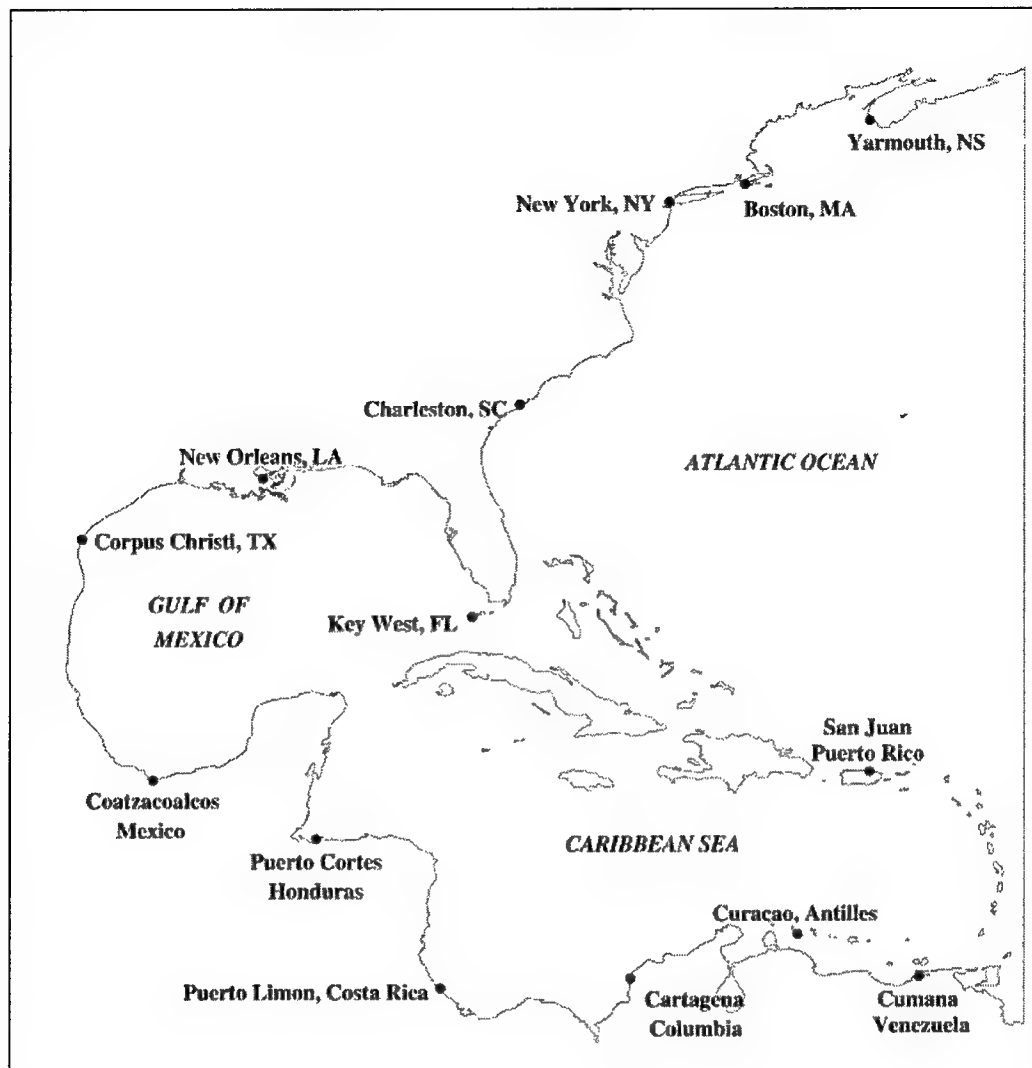 Yarmouth, NS
New York, NY
Boston, MA
Charleston, SC
New Orleans, LA
ATLANTIC OCEAN
Corpus Christi, TX
GULF OF
MEXICO
Key West, FL
San Juan
Puerto Rico
Coatzacoalcos
Mexico
CARIBBEAN SEA
Puerto Cortes
Honduras
Curacao, Antilles
Puerto Limon, Costa Rica
Cartagena
Columbia
Cumana
Venezuela